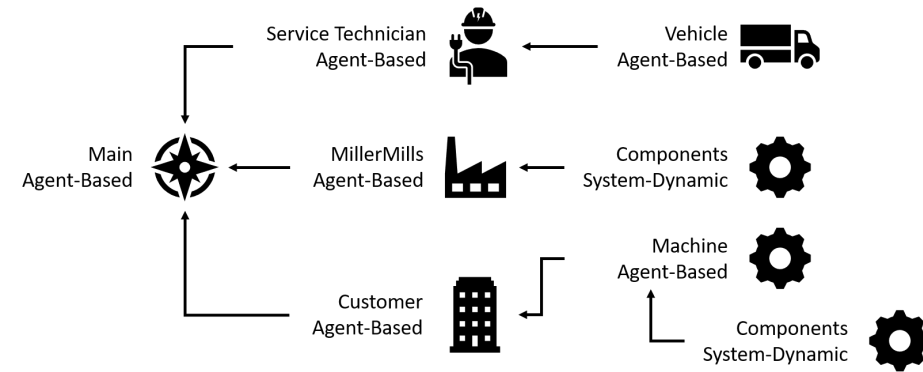 Service Technician
Agent-Based
Vehicle
Agent-Based
Main
Agent-Based
MillerMills
Agent-Based
Components
System-Dynamic
Machine
Agent-Based
Customer
Agent-Based
Components
System-Dynamic